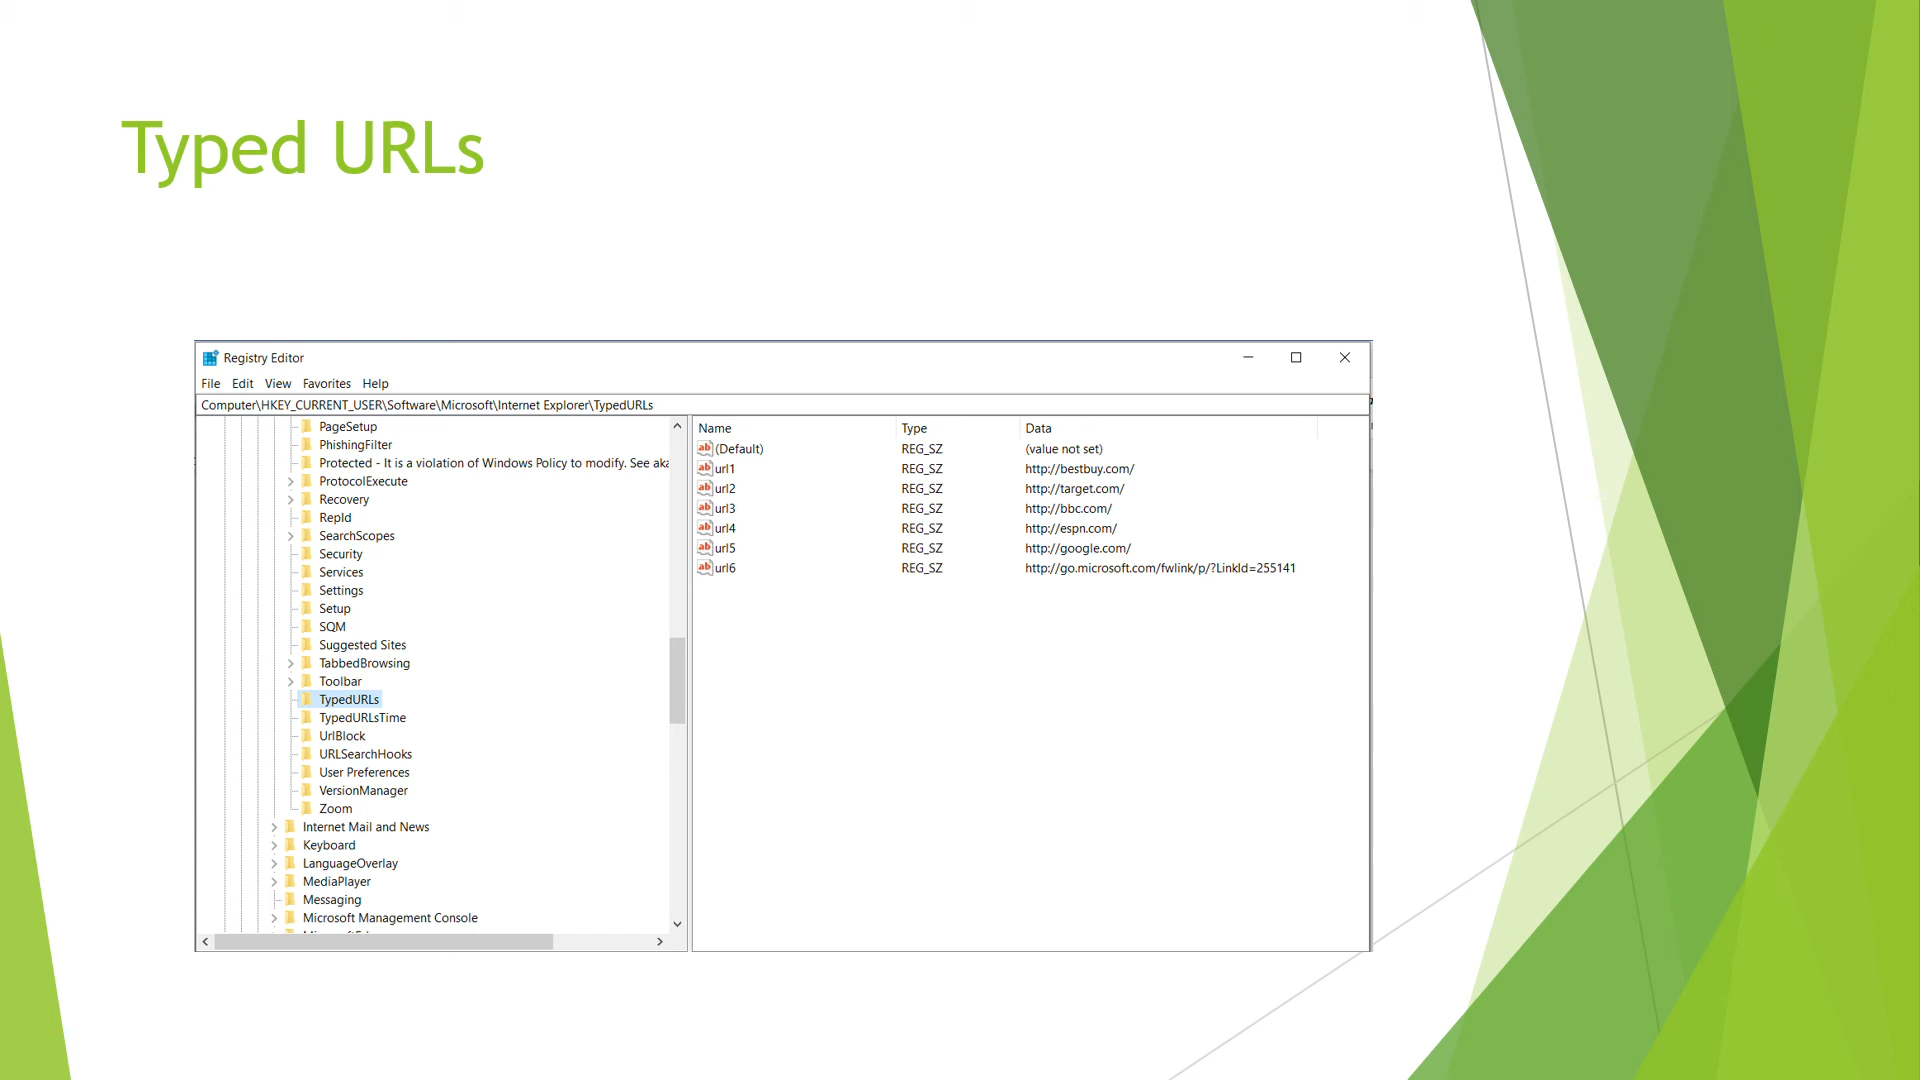 Typed URLs
Registry Editor
File Edit View Favorites Help
Computer\HKEY_CURRENT_USER\Software\Microsoft\Internet Explorer\TypedURLs
PageSetup
PhishingFilter
Protected - It is a violation of Windows Policy to modify. See aka
ProtocolExecute
Recovery
RepId
SearchScopes
Security
Services
Settings
Setup
SQM
Suggested Sites
TabbedBrowsing
Toolbar
TypedURLs
TypedURLsTime
UrlBlock
URLSearchHooks
User Preferences
VersionManager
Zoom
Internet Mail and News
Keyboard
LanguageOverlay
MediaPlayer
Messaging
Microsoft Management Console
Name Type Data
(Default) REG_SZ (value not set)
url1 REG_SZ http://bestbuy.com/
url2 REG_SZ http://target.com/
url3 REG_SZ http://bbc.com/
url4 REG_SZ http://espn.com/
url5 REG_SZ http://google.com/
url6 REG_SZ http://go.microsoft.com/fwlink/p/?LinkId=255141